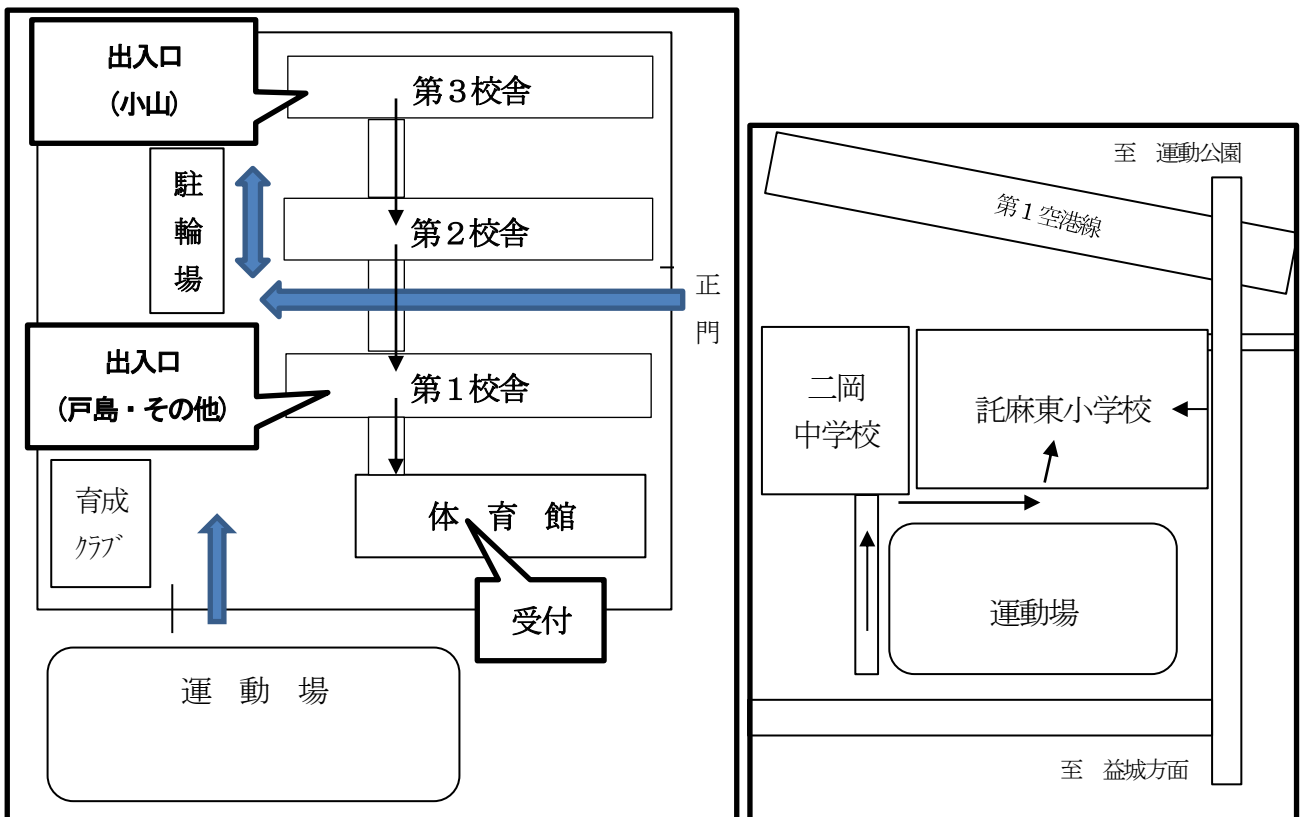 出入口
(小山)
第３校舎
駐
輪
場
第２校舎
正
門
出入口
(戸島・その他)
第１校舎
育成
ｸﾗﾌﾞ
体　育　館
受付
運　動　場
至　運動公園
第１空港線
二岡
中学校
託麻東小学校
運動場
至　益城方面